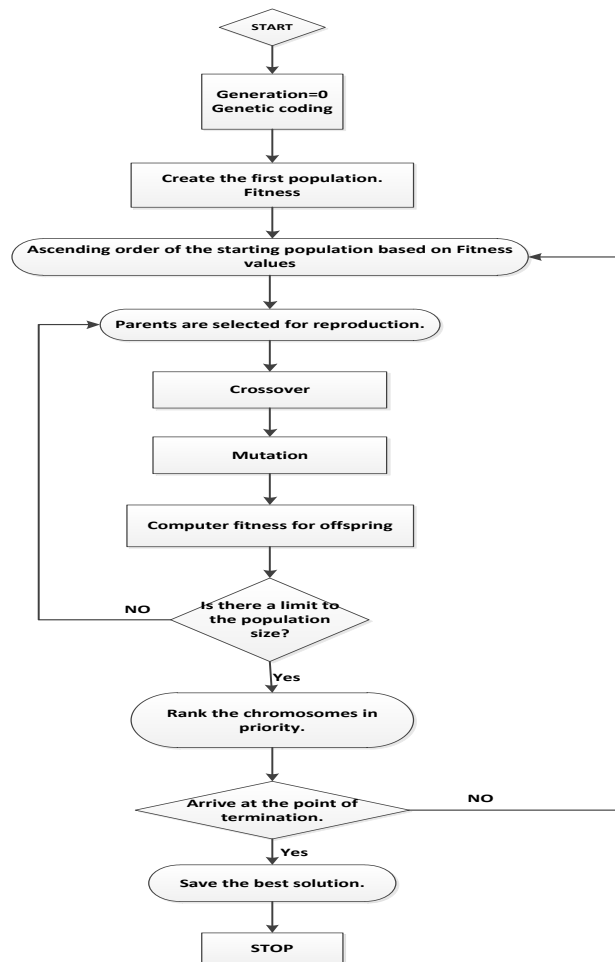 START
Generation=0
Genetic coding
Create the first population.
Fitness
Ascending order of the starting population based on Fitness
values
Parents are selected for reproduction.
Crossover
Mutation
Computer fitness for offspring
Is there a limit to
the population
size?
NO
Yes
Rank the chromosomes in
priority.
Arrive at the point of
termination.
NO
Yes
Save the best solution.
STOP